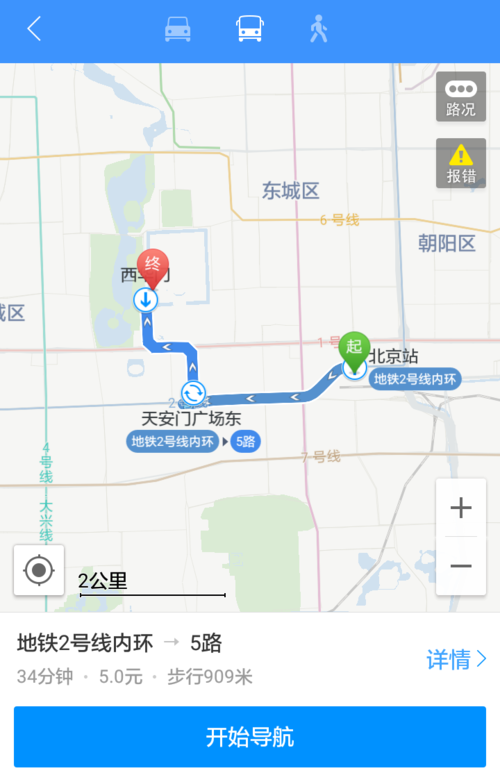 路况
报错
东城区
6号线
朝阳区
终
西华门
城区
起
1号
北京站
地铁2号线内环
2
天安门广场东
地铁2号线内环
5路
7号线
4号线-大兴线
2公里
地铁2号线内环 → 5路
34分钟 · 5.0元 · 步行909米
详情
开始导航